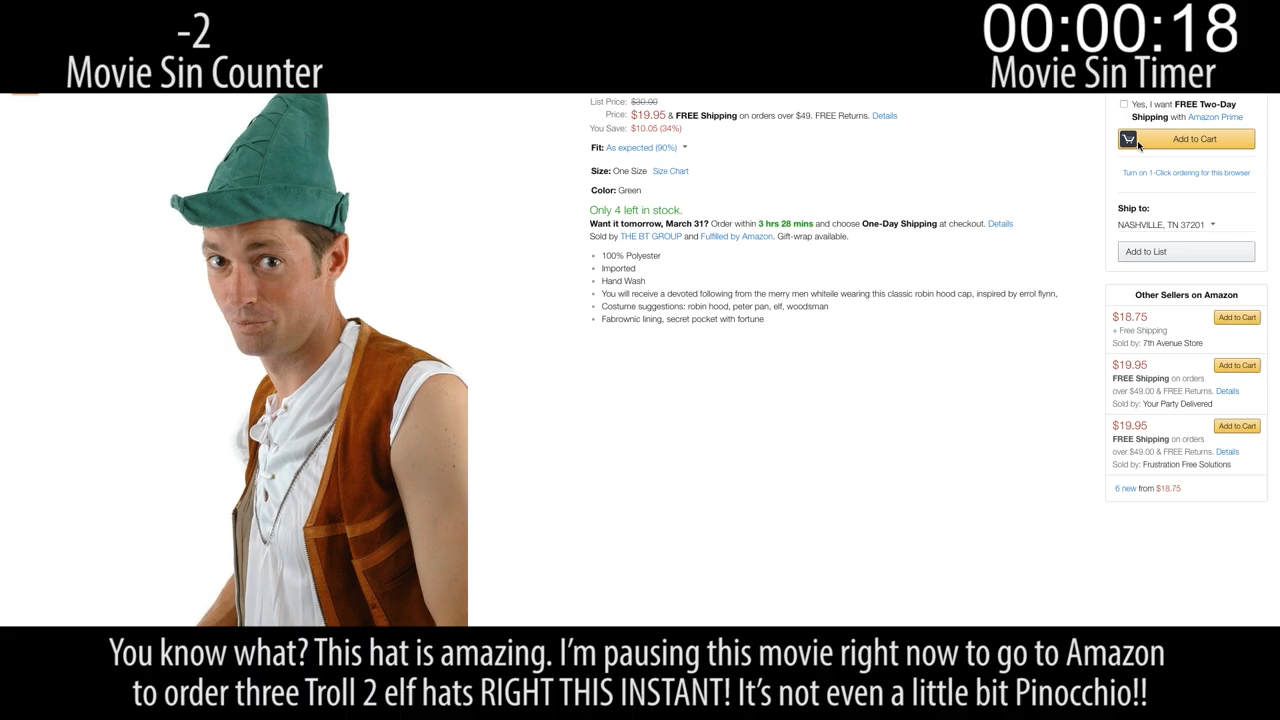 -2
Movie Sin Counter
00:00:18
Movie Sin Timer
List Price: $30.00
Price: $19.95 & FREE Shipping on orders over $49. FREE Returns. Details
You Save: $10.05 (34%)
Fit: As expected (90%)
Size: One Size Size Chart
Color: Green
Only 4 left in stock.
Want it tomorrow, March 31? Order within 3 hrs 28 mins and choose One-Day Shipping at checkout. Details
Sold by THE BT GROUP and Fulfilled by Amazon. Gift-wrap available.
100% Polyester
Imported
Hand Wash
You will receive a devoted following from the merry men whiteile wearing this classic robin hood cap, inspired by errol flynn,
Costume suggestions: robin hood, peter pan, elf, woodsman
Fabrownic lining, secret pocket with fortune
Yes, I want FREE Two-Day
Shipping with Amazon Prime
Add to Cart
Turn on 1-Click ordering for this browser
Ship to:
NASHVILLE, TN 37201
Add to List
Other Sellers on Amazon
$18.75 Add to Cart
+ Free Shipping
Sold by: 7th Avenue Store
$19.95 Add to Cart
FREE Shipping on orders
over $49.00 & FREE Returns. Details
Sold by: Your Party Delivered
$19.95 Add to Cart
FREE Shipping on orders
over $49.00 & FREE Returns. Details
Sold by: Frustration Free Solutions
6 new from $18.75
You know what? This hat is amazing. I'm pausing this movie right now to go to Amazon
to order three Troll 2 elf hats RIGHT THIS INSTANT! It's not even a little bit Pinocchio!!